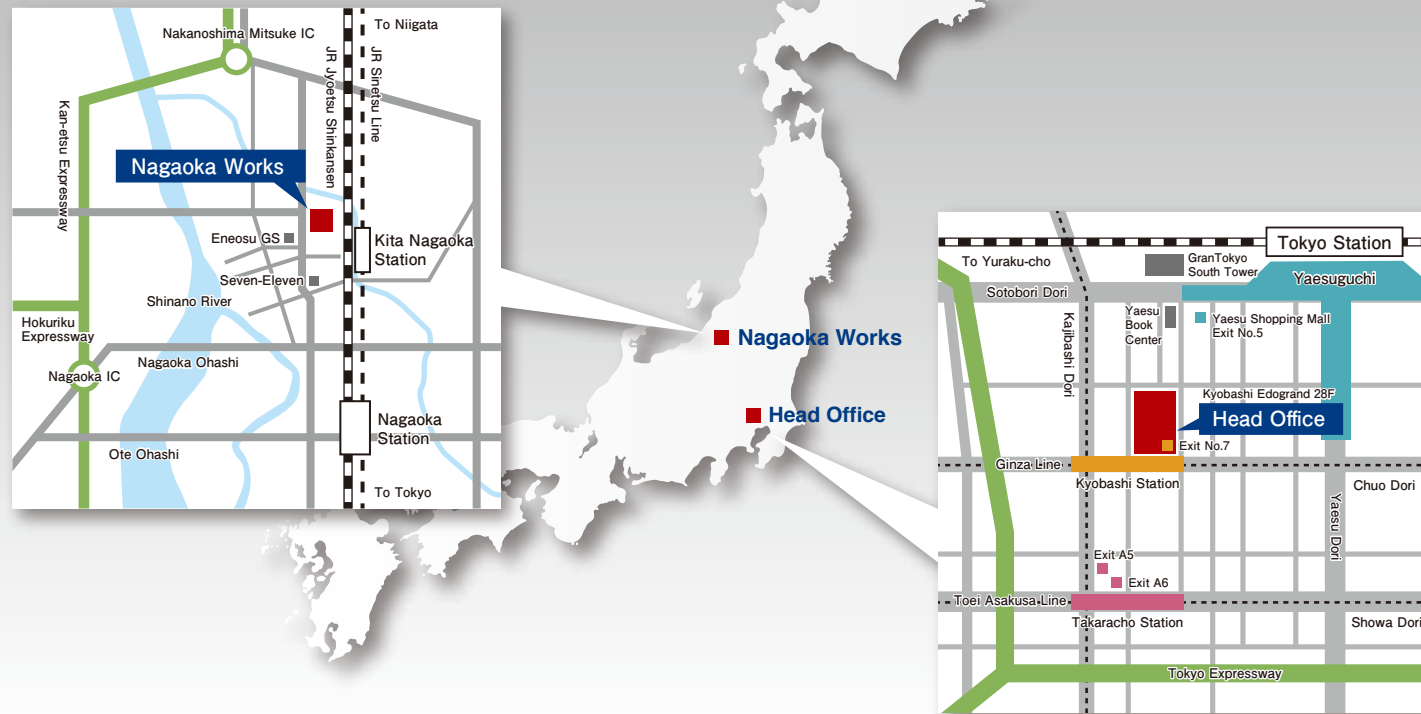 To Niigata
Nakanoshima Mitsuke IC
JR Jyoetsu Shinkansen
JR Sinetsu Line
Kan-etsu Expressway
Nagaoka Works
Eneosu GS
Kita Nagaoka
Station
Seven-Eleven
Shinano River
Hokuriku
Expressway
Nagaoka Ohashi
Nagaoka IC
Nagaoka
Station
Ote Ohashi
To Tokyo
Nagaoka Works
Head Office
Tokyo Station
To Yuraku-cho
GranTokyo
South Tower
Yaesuguchi
Sotobori Dori
Kajibashi Dori
Yaesu
Book
Center
Yaesu Shopping Mall
Exit No.5
Kyobashi Edogrand 28F
Head Office
Exit No.7
Ginza Line
Kyobashi Station
Chuo Dori
Yaesu Dori
Exit A5
Exit A6
Toei Asakusa Line
Takaracho Station
Showa Dori
Tokyo Expressway